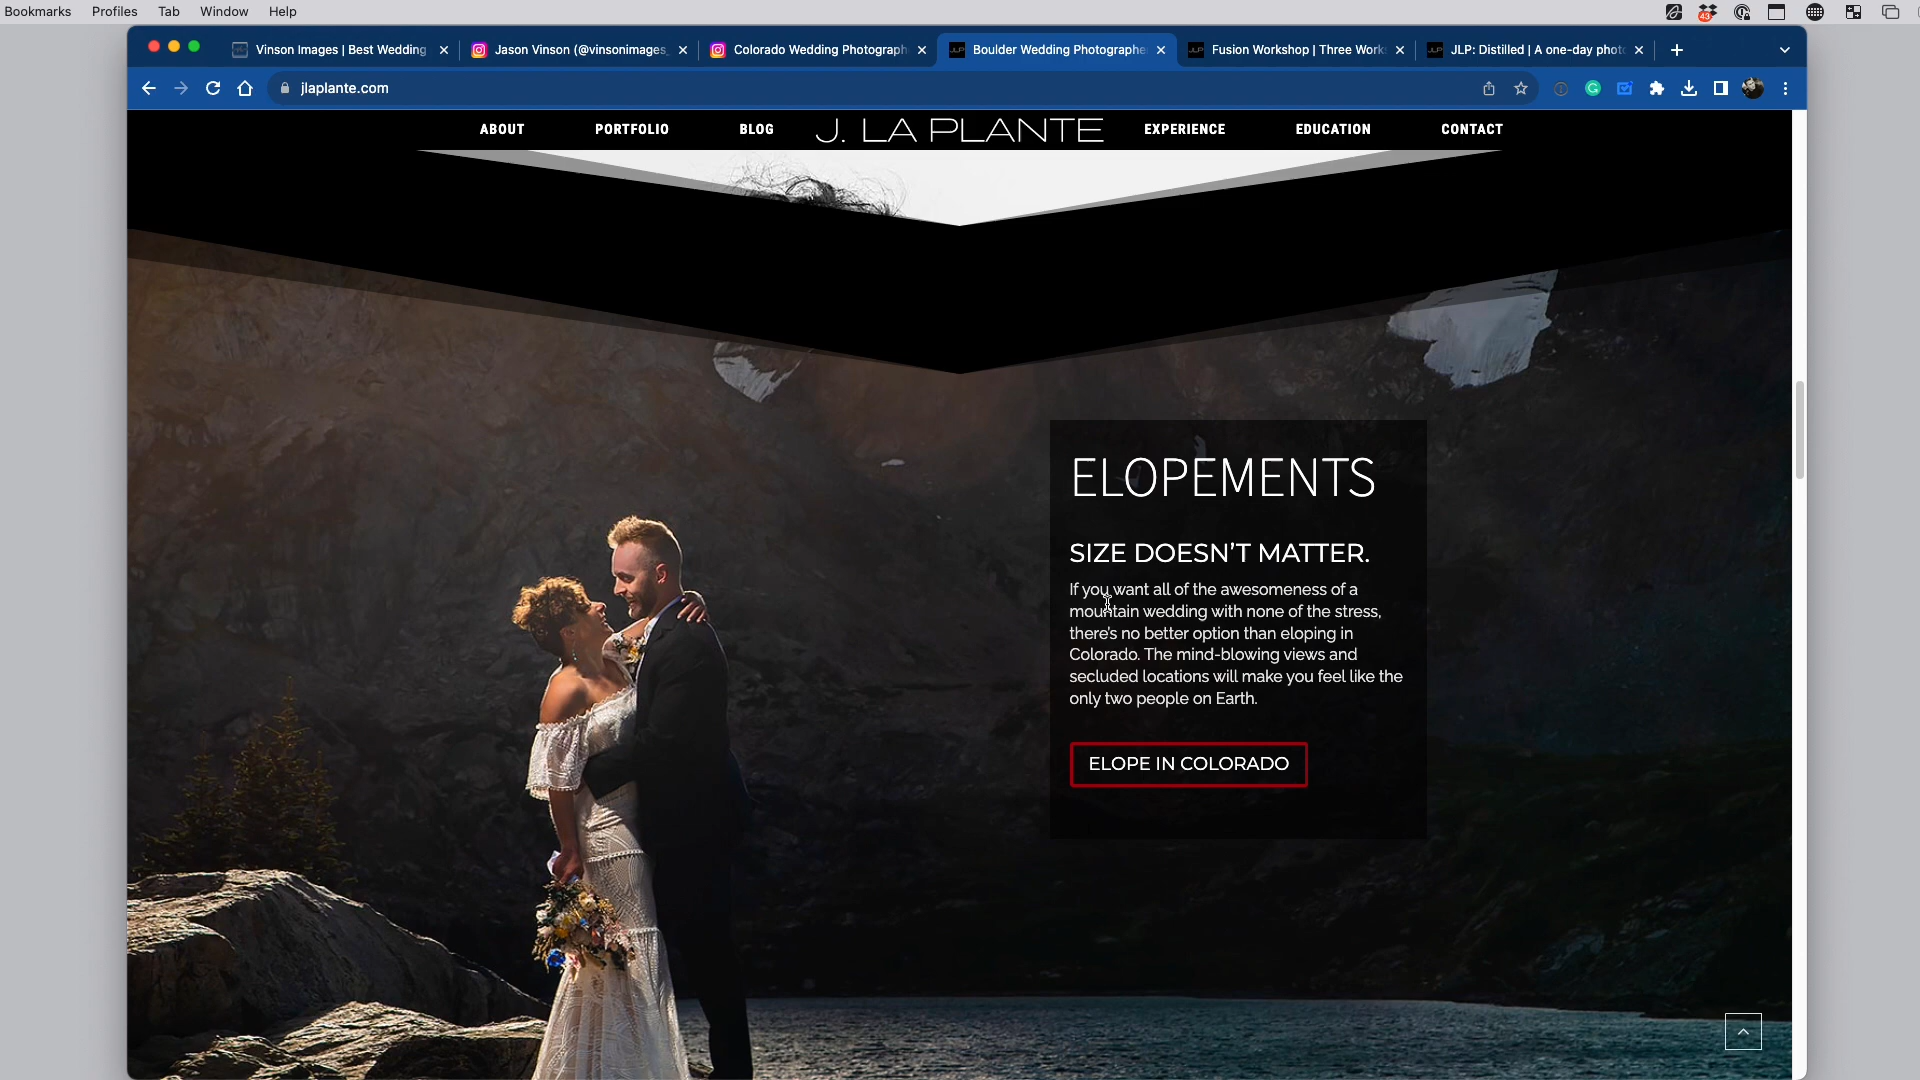 Bookmarks Profiles Tab Window Help
43
Vinson Images | Best Wedding
Jason Vinson (@vinsonimages_
Colorado Wedding Photograph
Boulder Wedding Photographe
Fusion Workshop | Three Work
JLP: Distilled | A one-day phot
jlaplante.com
ABOUT PORTFOLIO BLOG J. LA PLANTE EXPERIENCE EDUCATION CONTACT
ELOPEMENTS
SIZE DOESN'T MATTER.
If you want all of the awesomeness of a
mountain wedding with none of the stress,
there's no better option than eloping in
Colorado. The mind-blowing views and
secluded locations will make you feel like the
only two people on Earth.
ELOPE IN COLORADO